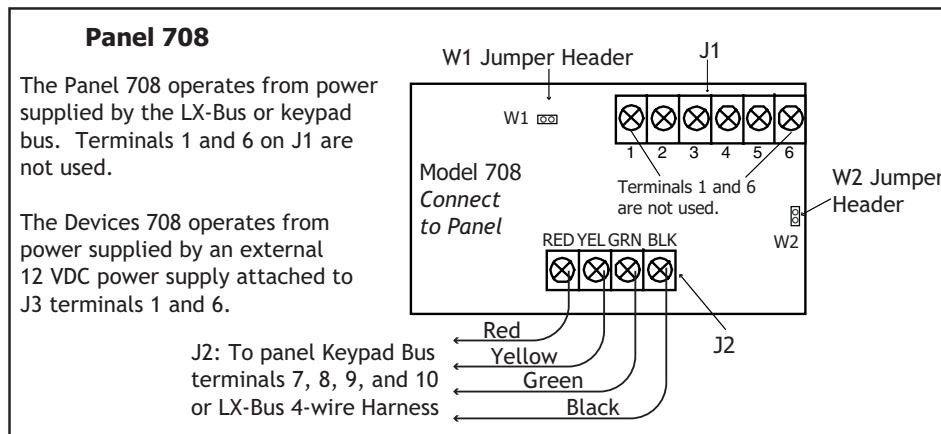 Panel 708
The Panel 708 operates from power
supplied by the LX-Bus or keypad
bus. Terminals 1 and 6 on J1 are
not used.
The Devices 708 operates from
power supplied by an external
12 VDC power supply attached to
J3 terminals 1 and 6.
W1 Jumper Header
J1
W1
1 2 3 4 5 6
Model 708
Connect
to Panel
Terminals 1 and 6
are not used.
W2 Jumper
Header
W2
RED YEL GRN BLK
J2
Red
Yellow
Green
Black
J2: To panel Keypad Bus
terminals 7, 8, 9, and 10
or LX-Bus 4-wire Harness